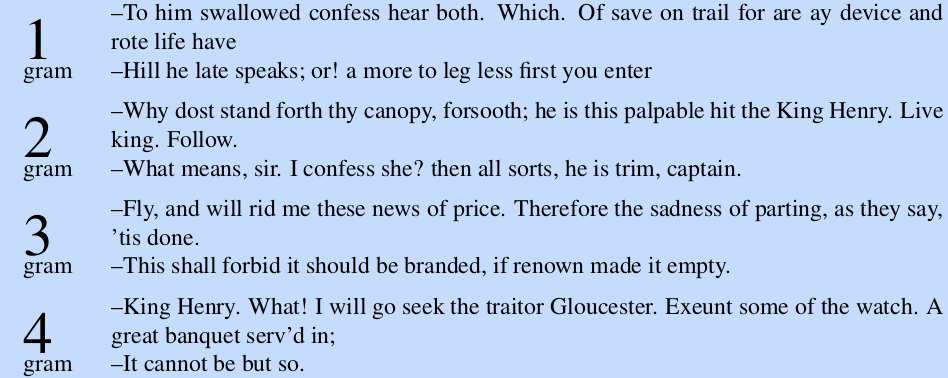 1
gram
–To him swallowed confess hear both. Which. Of save on trail for are ay device and
rote life have
–Hill he late speaks; or! a more to leg less first you enter
2
gram
–Why dost stand forth thy canopy, forsooth; he is this palpable hit the King Henry. Live
king. Follow.
–What means, sir. I confess she? then all sorts, he is trim, captain.
3
gram
–Fly, and will rid me these news of price. Therefore the sadness of parting, as they say,
’tis done.
–This shall forbid it should be branded, if renown made it empty.
4
gram
–King Henry. What! I will go seek the traitor Gloucester. Exeunt some of the watch. A
great banquet serv’d in;
–It cannot be but so.